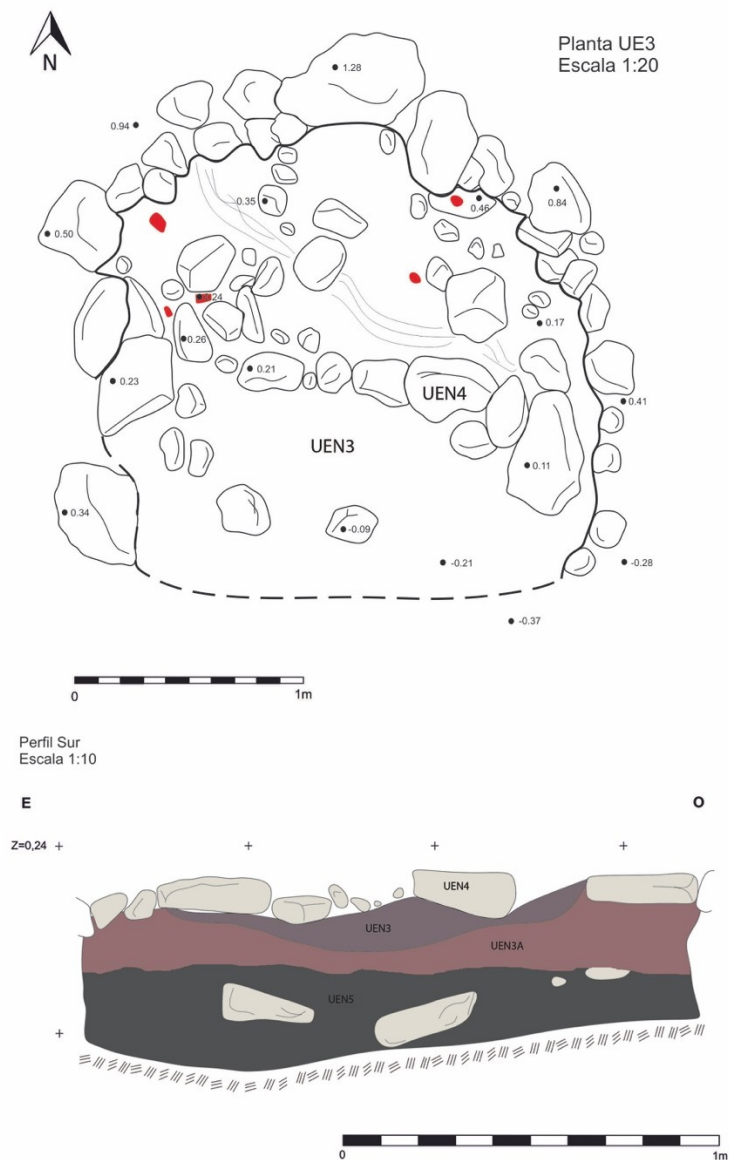 N
Planta UE3
Escala 1:20
1.28
0.94
0.35
0.46
0.84
0.50
0.24
0.17
0.26
0.21
0.23
UEN4
0.41
UEN3
0.11
0.34
-0.09
-0.21
-0.28
-0.37
0
1m
Perfil Sur
Escala 1:10
E
O
Z=0,24
UEN4
UEN3
UEN3A
UEN5
0
1m